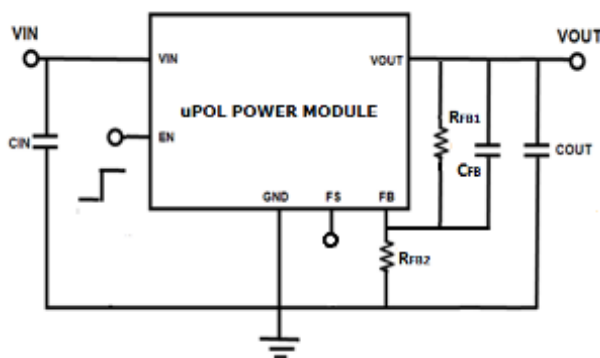 VIN
VOUT
VIN
VOUT
uPOL POWER MODULE
RFB1
CIN
EN
CFB
COUT
GND
FS
FB
RFB2